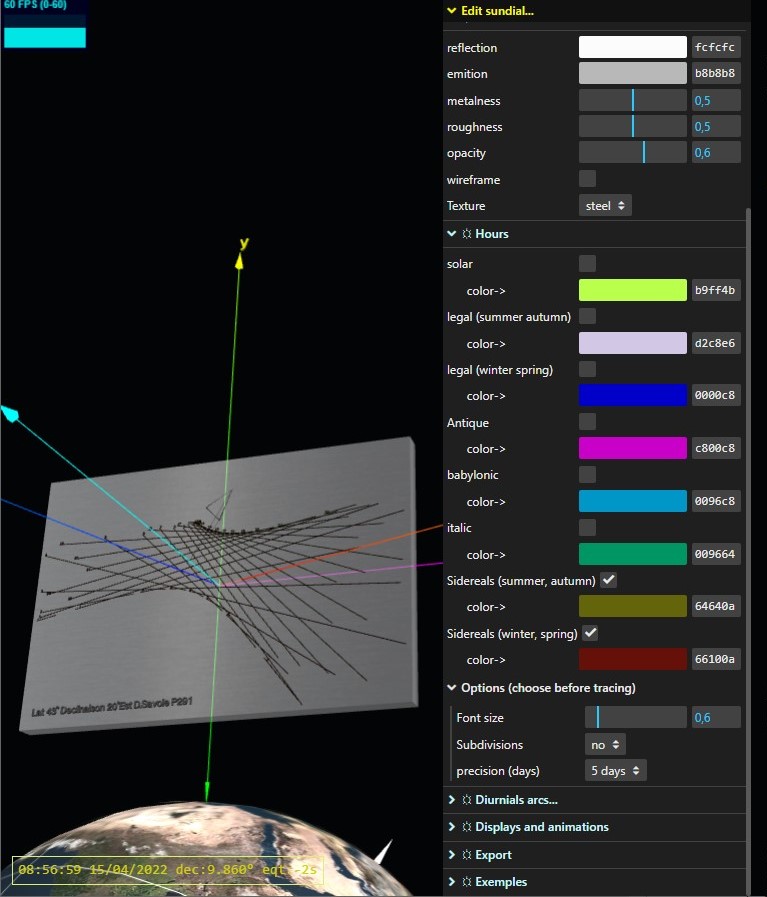 60 FPS (0-60)
Edit sundial...
reflection fcfcfc
emition b8b8b8
metalness 0,5
roughness 0,5
opacity 0,6
wireframe
Texture steel
Hours
solar
color-> b9ff4b
legal (summer autumn)
color-> d2c8e6
legal (winter spring)
color-> 0000c8
Antique
color-> c800c8
babylonic
color-> 0096c8
italic
color-> 009664
Sidereals (summer, autumn)
color-> 64640a
Sidereals (winter, spring)
color-> 66100a
Options (choose before tracing)
Font size 0,6
Subdivisions no
precision (days) 5 days
Diurnials arcs...
Displays and animations
Export
Exemples
y
Lat 43° Declinaison 20°Est D.Savoie P291
08:56:59 15/04/2022 dec:9.860° eqt:-2s